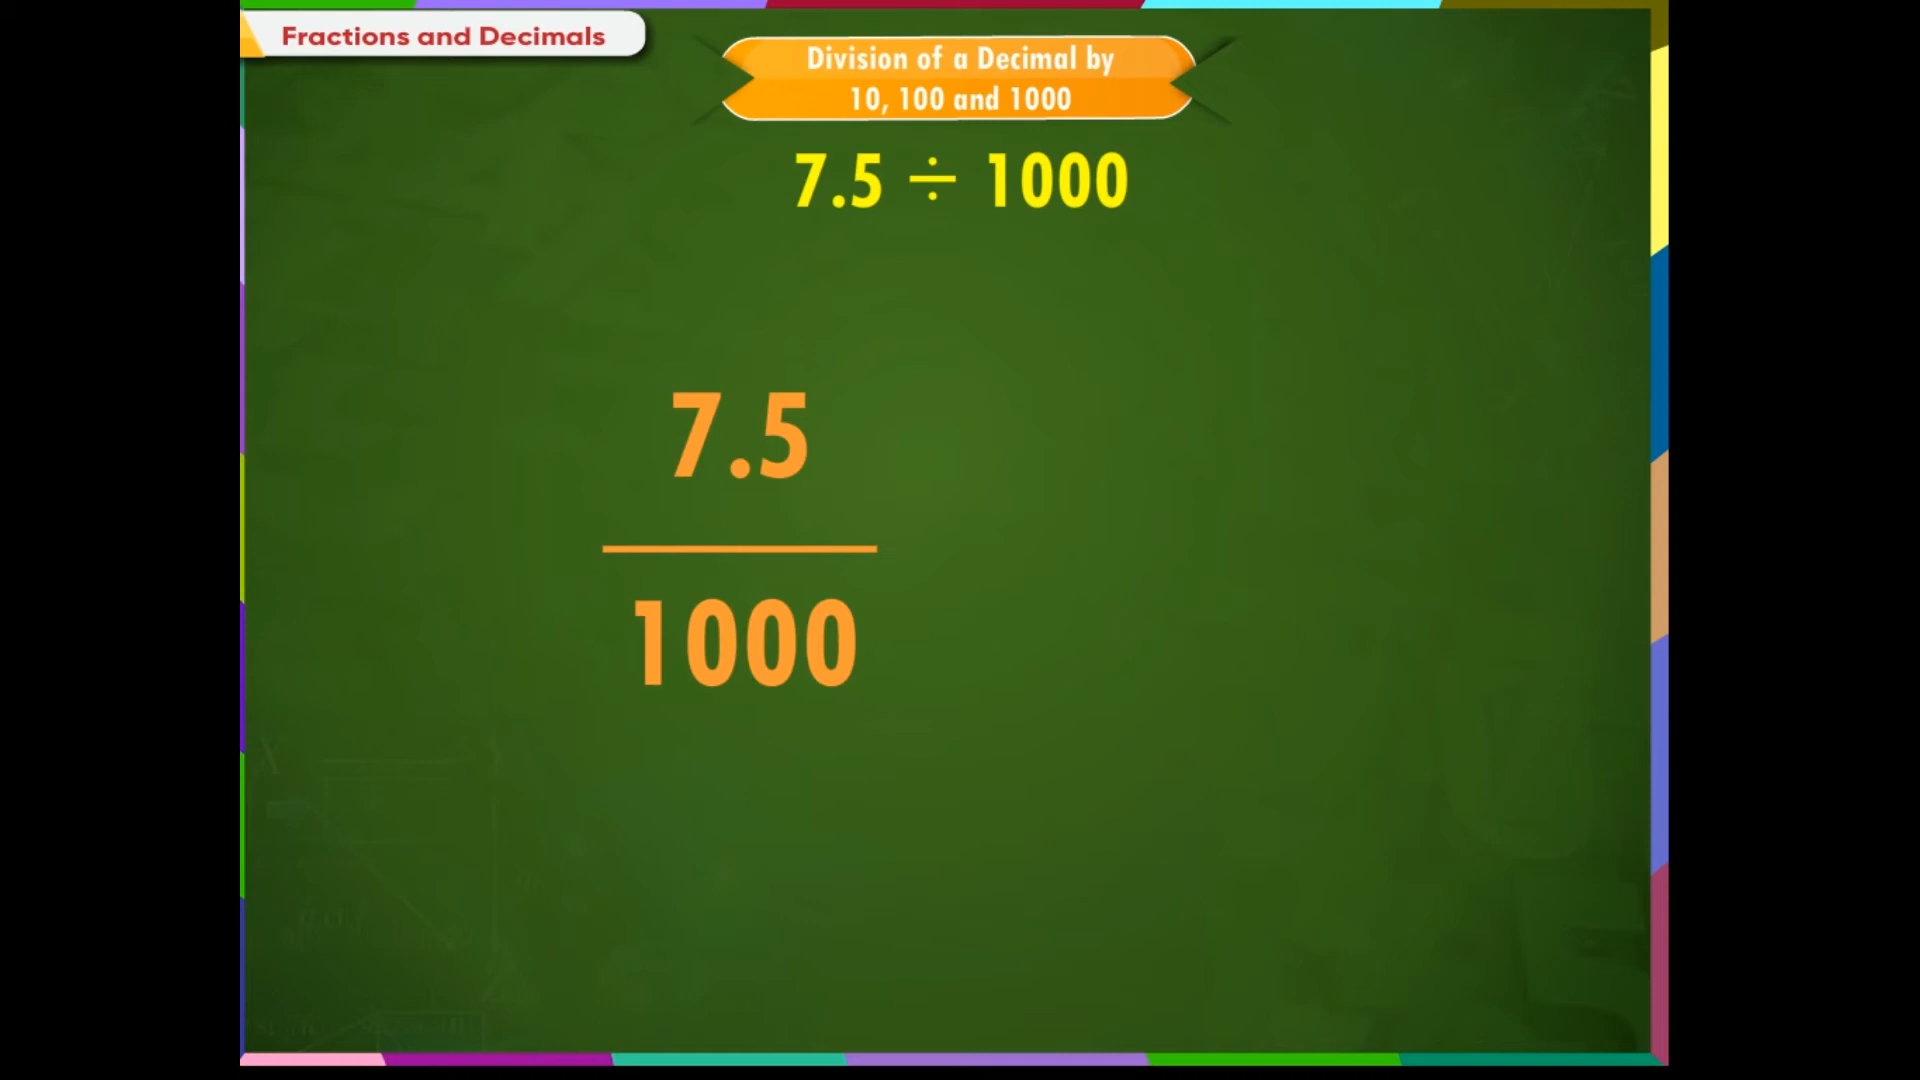 Fractions and Decimals
Division of a Decimal by
10, 100 and 1000
7.5 ÷ 1000
7.5
1000